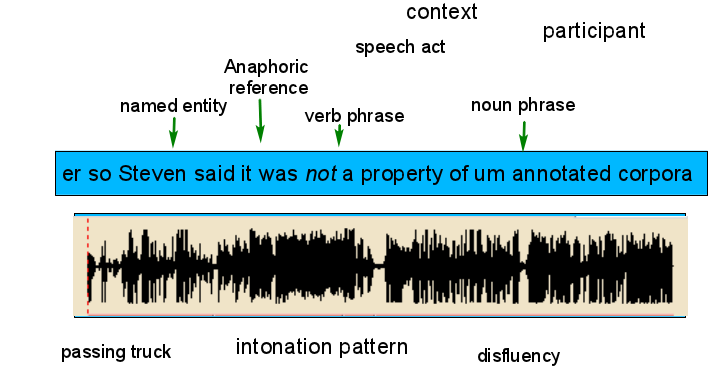 context
participant
speech act
Anaphoric
reference
named entity
verb phrase
noun phrase
er so Steven said it was not a property of um annotated corpora
passing truck
intonation pattern
disfluency